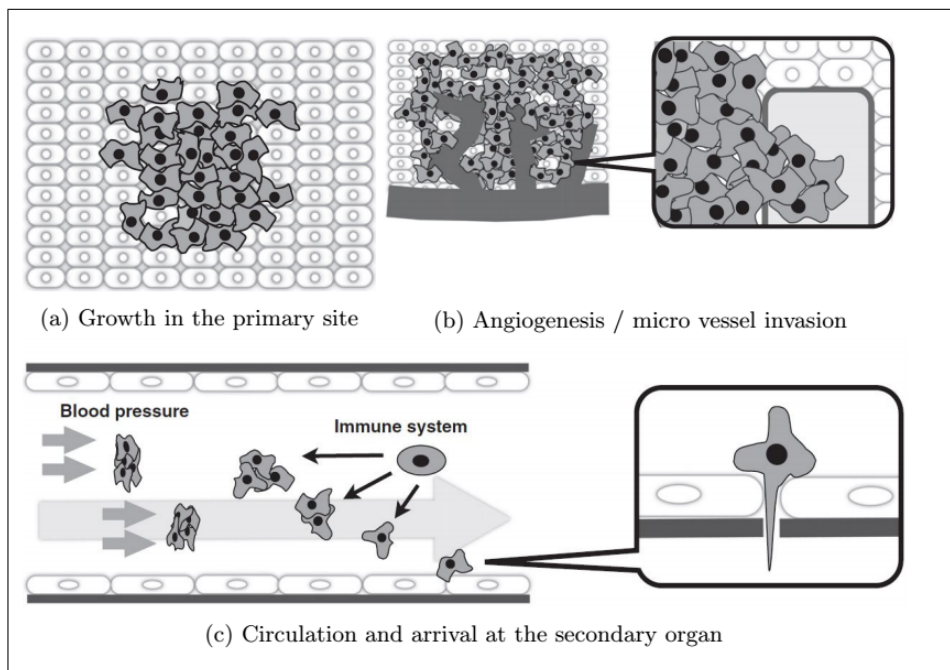 (a) Growth in the primary site
(b) Angiogenesis / micro vessel invasion
Blood pressure
Immune system
(c) Circulation and arrival at the secondary organ